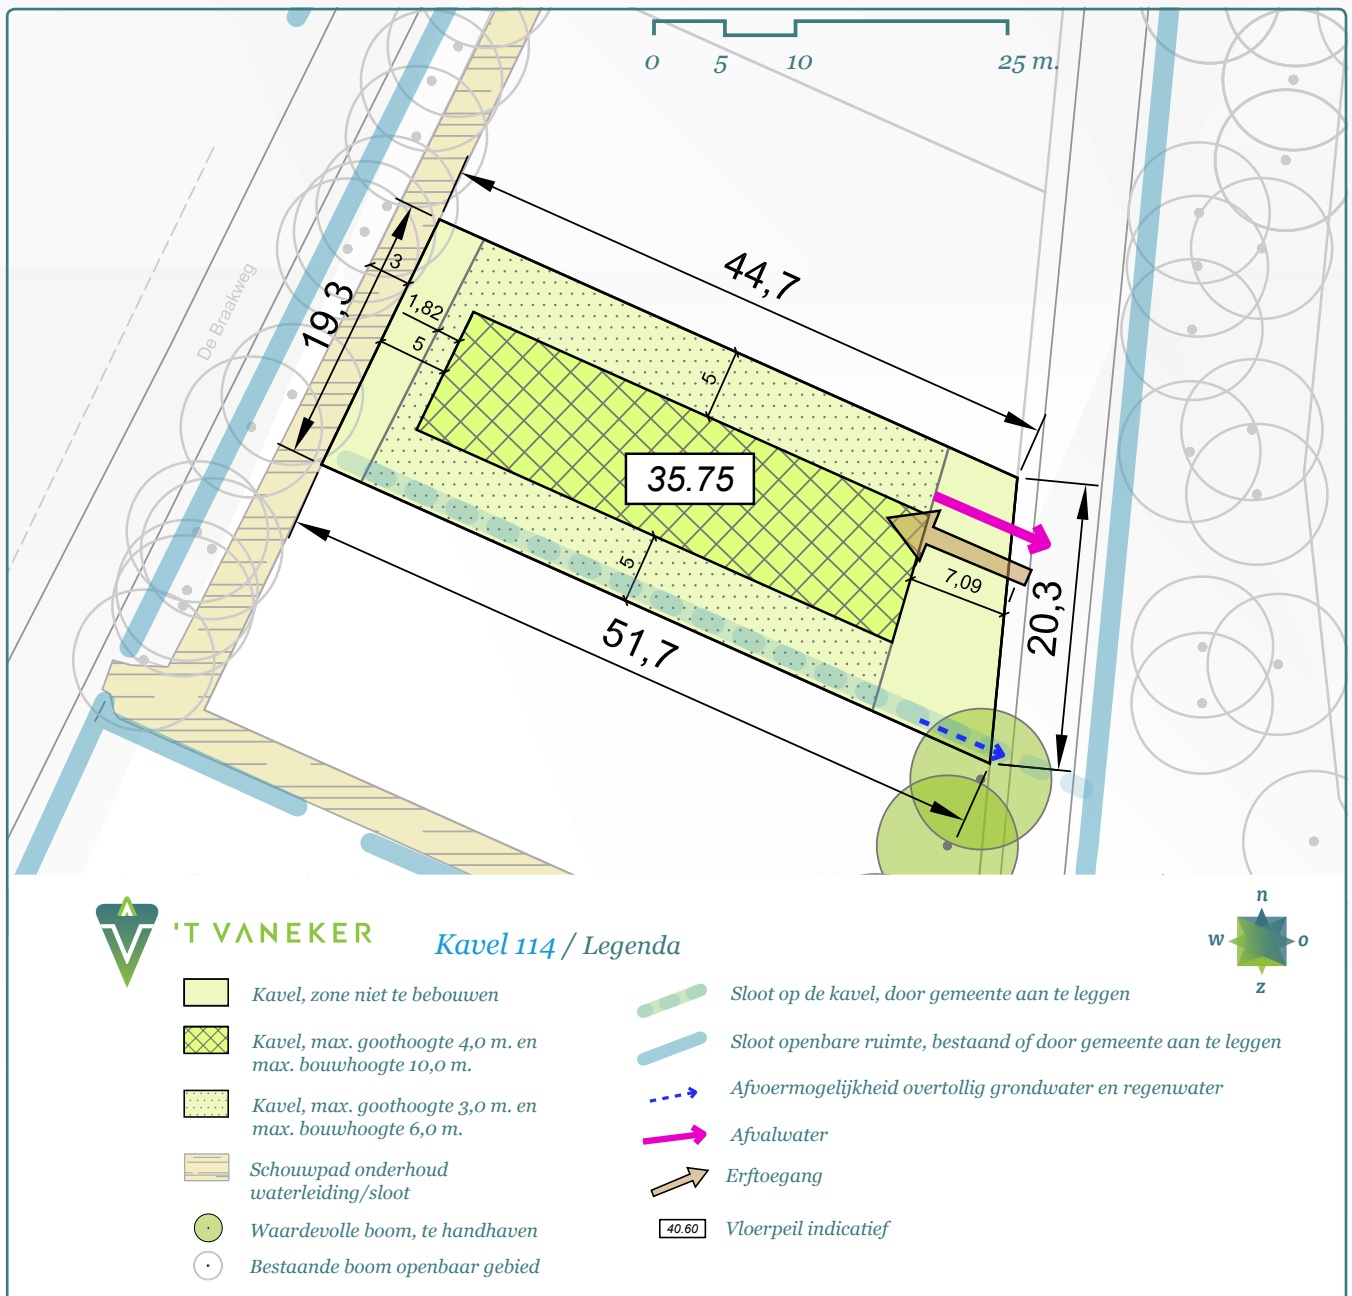 0 5 10 25 m.
De Braakweg
44,7
3
19,3
1,82
5
5
35.75
5
7,09
20,3
51,7
'T VANEKER
Kavel 114 / Legenda
n
w o
z
Kavel, zone niet te bebouwen
Kavel, max. goothoogte 4,0 m. en
max. bouwhoogte 10,0 m.
Kavel, max. goothoogte 3,0 m. en
max. bouwhoogte 6,0 m.
Schouwpad onderhoud
waterleiding/sloot
Waardevolle boom, te handhaven
Bestaande boom openbaar gebied
Sloot op de kavel, door gemeente aan te leggen
Sloot openbare ruimte, bestaand of door gemeente aan te leggen
Afvoermogelijkheid overtollig grondwater en regenwater
Afvalwater
Erftoegang
40.60 Vloerpeil indicatief